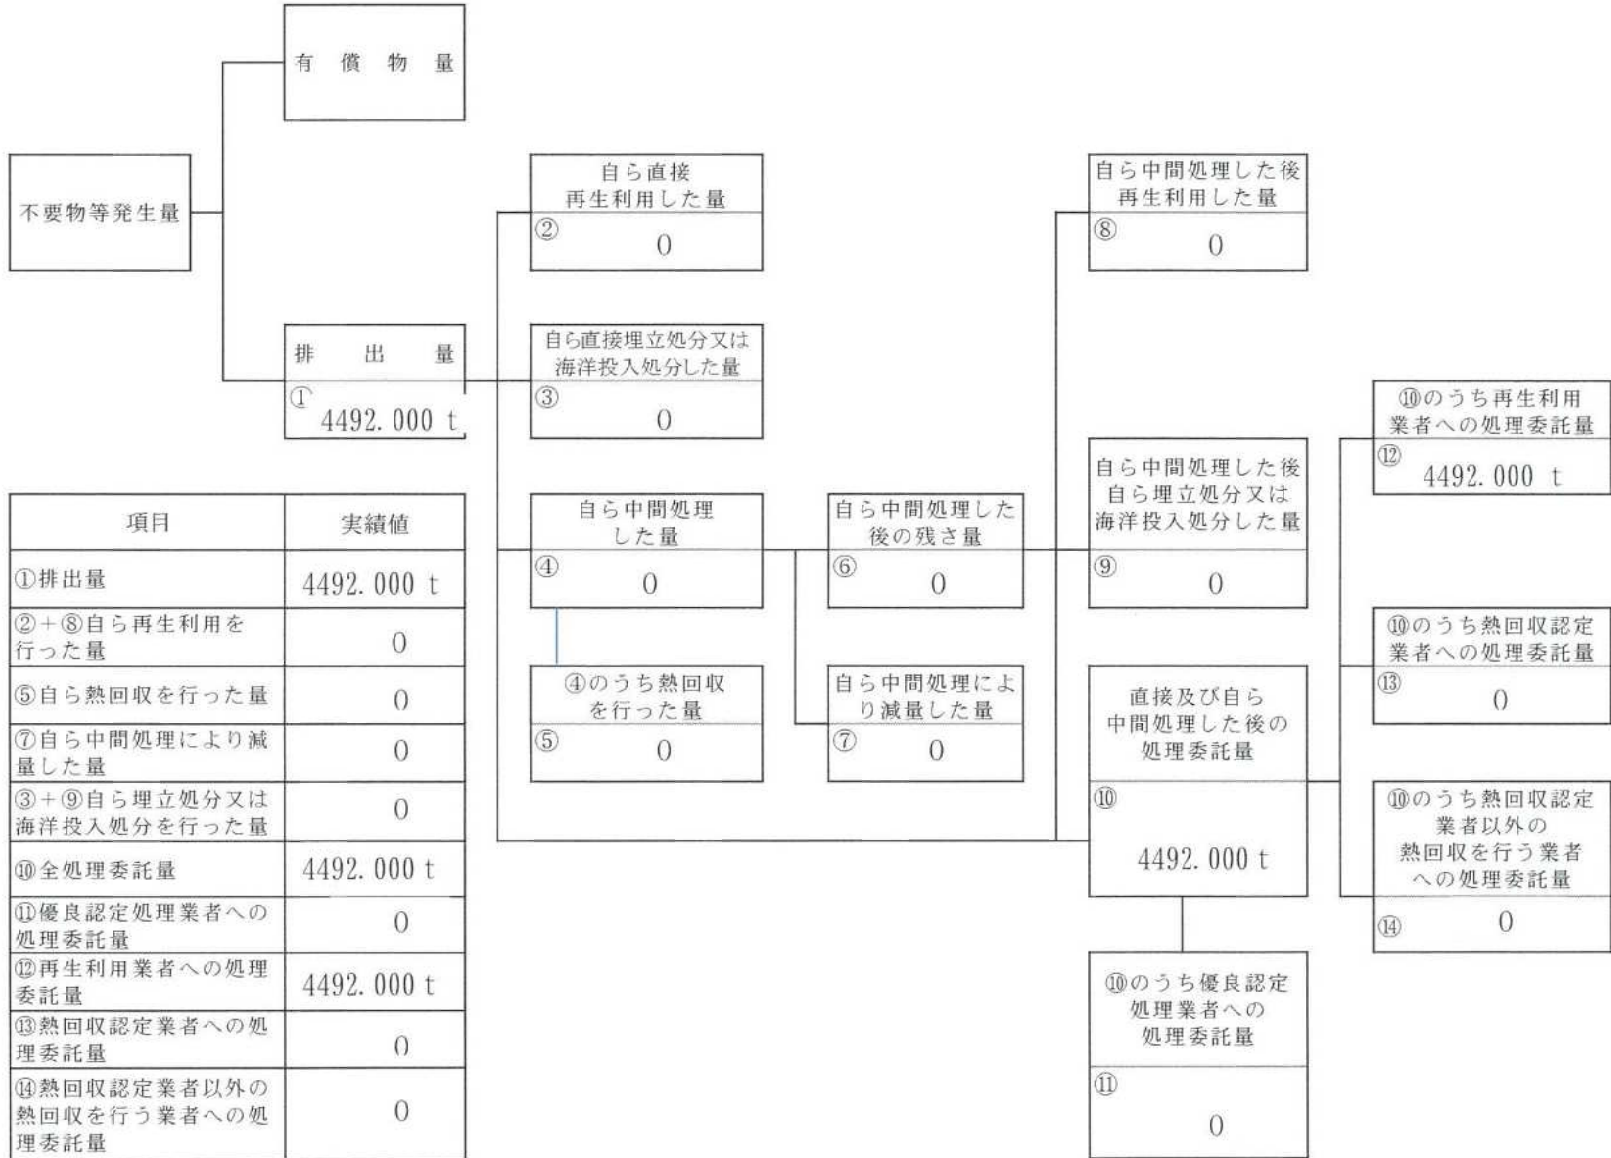 有償物量
不要物等発生量
排出量
①
4492.000 t
自ら直接
再生利用した量
②
0
自ら直接埋立処分又は
海洋投入処分した量
③
0
自ら中間処理
した量
④
0
④のうち熱回収
を行った量
⑤
0
自ら中間処理した
後の残さ量
⑥
0
自ら中間処理によ
り減量した量
⑦
0
自ら中間処理した後
再生利用した量
⑧
0
自ら中間処理した後
自ら埋立処分又は
海洋投入処分した量
⑨
0
直接及び自ら
中間処理した後の
処理委託量
⑩
4492.000 t
⑩のうち優良認定
処理業者への
処理委託量
⑪
0
⑩のうち再生利用
業者への処理委託量
⑫
4492.000 t
⑩のうち熱回収認定
業者への処理委託量
⑬
0
⑩のうち熱回収認定
業者以外の
熱回収を行う業者
への処理委託量
⑭
0
項目 実績値
①排出量 4492.000 t
②+⑧自ら再生利用を
行った量
0
⑤自ら熱回収を行った量 0
⑦自ら中間処理により減
量した量
0
③+⑨自ら埋立処分又は
海洋投入処分を行った量
0
⑩全処理委託量 4492.000 t
⑪優良認定処理業者への
処理委託量
0
⑫再生利用業者への処理
委託量
4492.000 t
⑬熱回収認定業者への処
理委託量
0
⑭熱回収認定業者以外の
熱回収を行う業者への処
理委託量
0